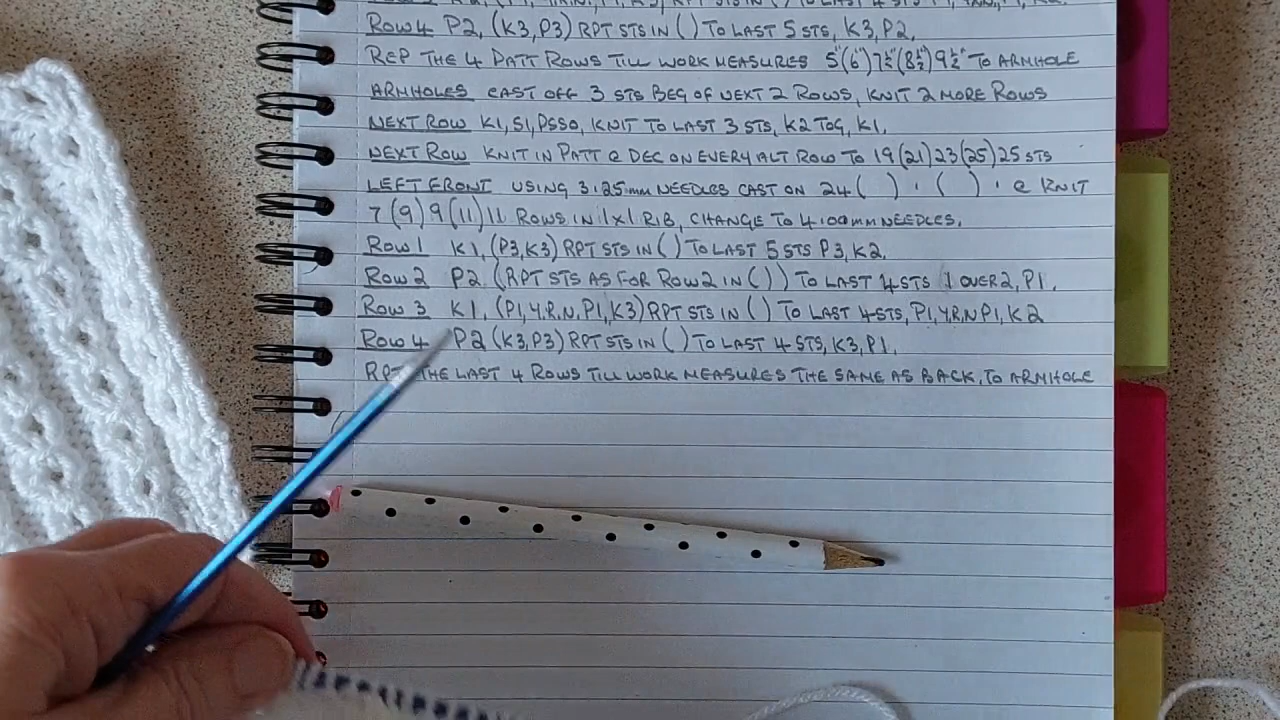 Row 4 P2, (K3, P3) RPT STS IN ( ) TO LAST 5 STS, K3, P2.
REP THE 4 PATT ROWS TILL WORK MEASURES 5"(6")7½"(8½")9½" TO ARMHOLE
ARMHOLES CAST OFF 3 STS BEG OF NEXT 2 ROWS, KNIT 2 MORE ROWS
NEXT ROW K1, S1, PSSO, KNIT TO LAST 3 STS, K2 TOG, K1.
NEXT ROW KNIT IN PATT @ DEC ON EVERY ALT ROW TO 19(21)23(25)25 STS
LEFT FRONT USING 3.25mm NEEDLES CAST ON 24( ) . ( ) . @ KNIT
7(9)9(11)11 ROWS IN 1x1 RIB, CHANGE TO 4.00mm NEEDLES.
Row 1 K1, (P3, K3) RPT STS IN ( ) TO LAST 5 STS P3, K2.
Row 2 P2 (RPT STS AS FOR ROW 2 IN ( )) TO LAST 4 STS 1 OVER 2, P1.
Row 3 K1, (P1, Y.R.N, P1, K3) RPT STS IN ( ) TO LAST 4 STS, P1, Y.R.N P1, K2
Row 4 P2 (K3, P3) RPT STS IN ( ) TO LAST 4 STS, K3, P1.
RPT THE LAST 4 ROWS TILL WORK MEASURES THE SAME AS BACK, TO ARMHOLE